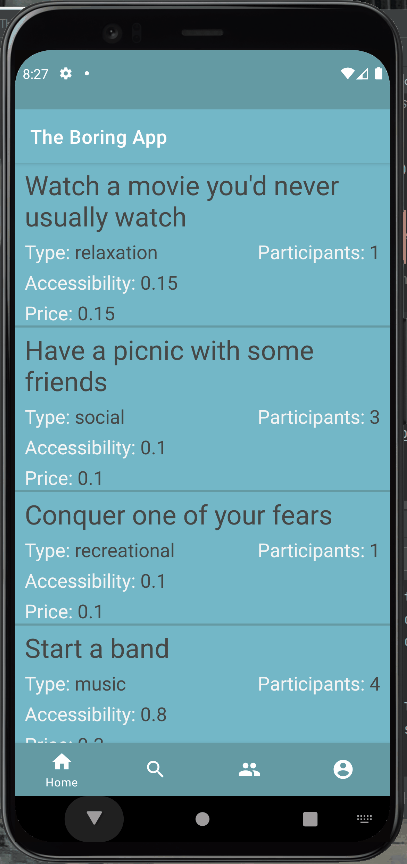 8:27
The Boring App
Watch a movie you'd never
usually watch
Type: relaxation Participants: 1
Accessibility: 0.15
Price: 0.15
Have a picnic with some
friends
Type: social Participants: 3
Accessibility: 0.1
Price: 0.1
Conquer one of your fears
Type: recreational Participants: 1
Accessibility: 0.1
Price: 0.1
Start a band
Type: music Participants: 4
Accessibility: 0.8
Home